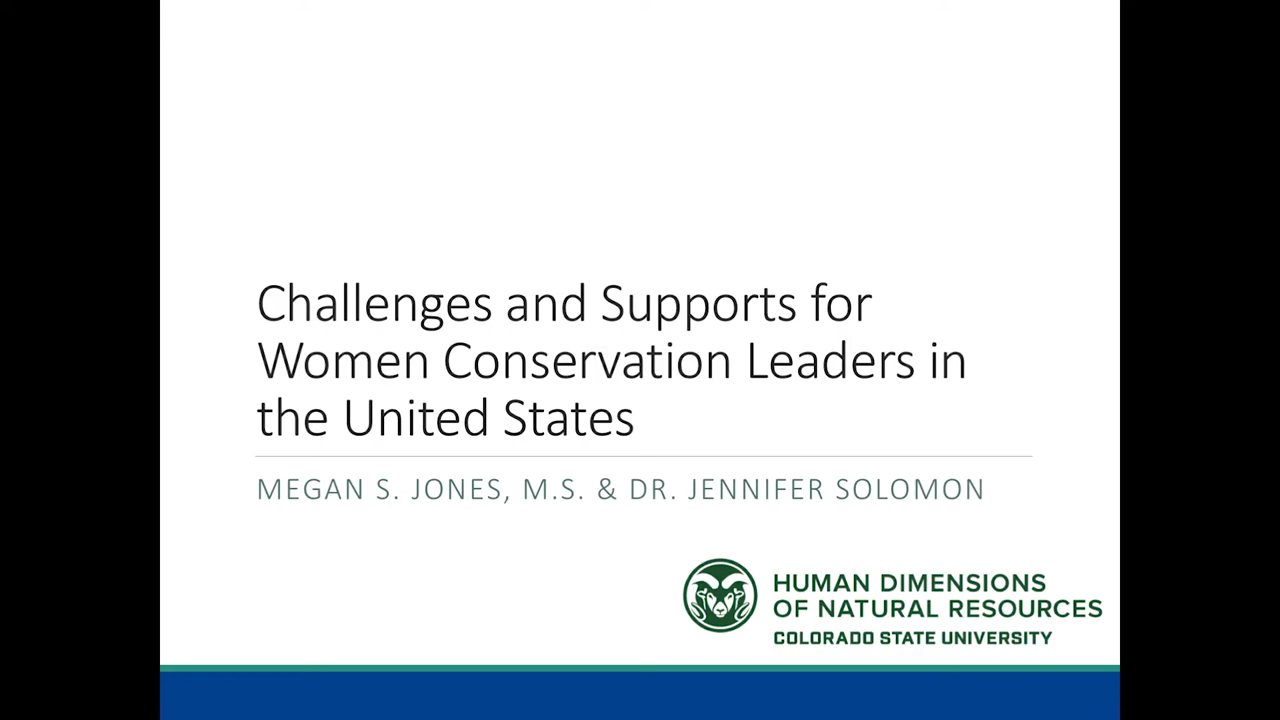 Challenges and Supports for
Women Conservation Leaders in
the United States
MEGAN S. JONES, M.S. & DR. JENNIFER SOLOMON
HUMAN DIMENSIONS
OF NATURAL RESOURCES
COLORADO STATE UNIVERSITY